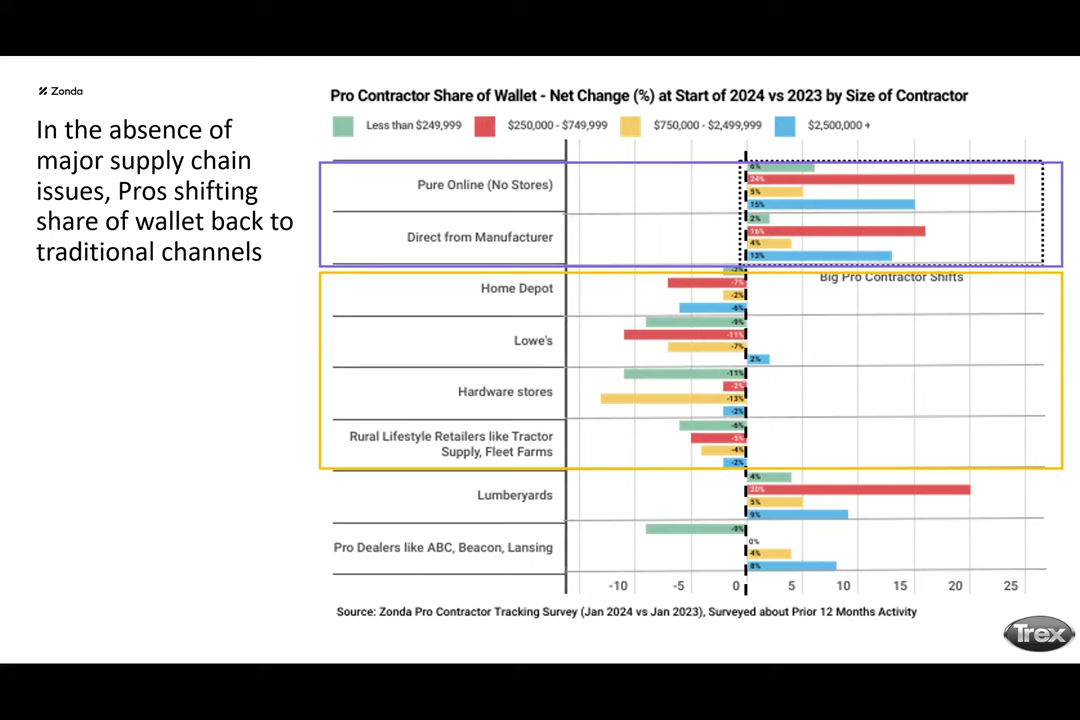 Zonda
In the absence of
major supply chain
issues, Pros shifting
share of wallet back to
traditional channels
Pro Contractor Share of Wallet - Net Change (%) at Start of 2024 vs 2023 by Size of Contractor
Less than $249,999 $250,000 - $749,999 $750,000 - $2,499,999 $2,500,000 +
Pure Online (No Stores)
6%
24%
5%
15%
Direct from Manufacturer
2%
16%
4%
13%
Big Pro Contractor Shifts
Home Depot
-2%
-7%
-2%
-6%
Lowe's
-9%
-11%
-7%
2%
Hardware stores
-11%
-2%
-13%
-2%
Rural Lifestyle Retailers like Tractor
Supply, Fleet Farms
-6%
-5%
-4%
-2%
Lumberyards
4%
20%
5%
9%
Pro Dealers like ABC, Beacon, Lansing
-9%
0%
4%
8%
-10 -5 0 5 10 15 20 25
Source: Zonda Pro Contractor Tracking Survey (Jan 2024 vs Jan 2023), Surveyed about Prior 12 Months Activity
Trex